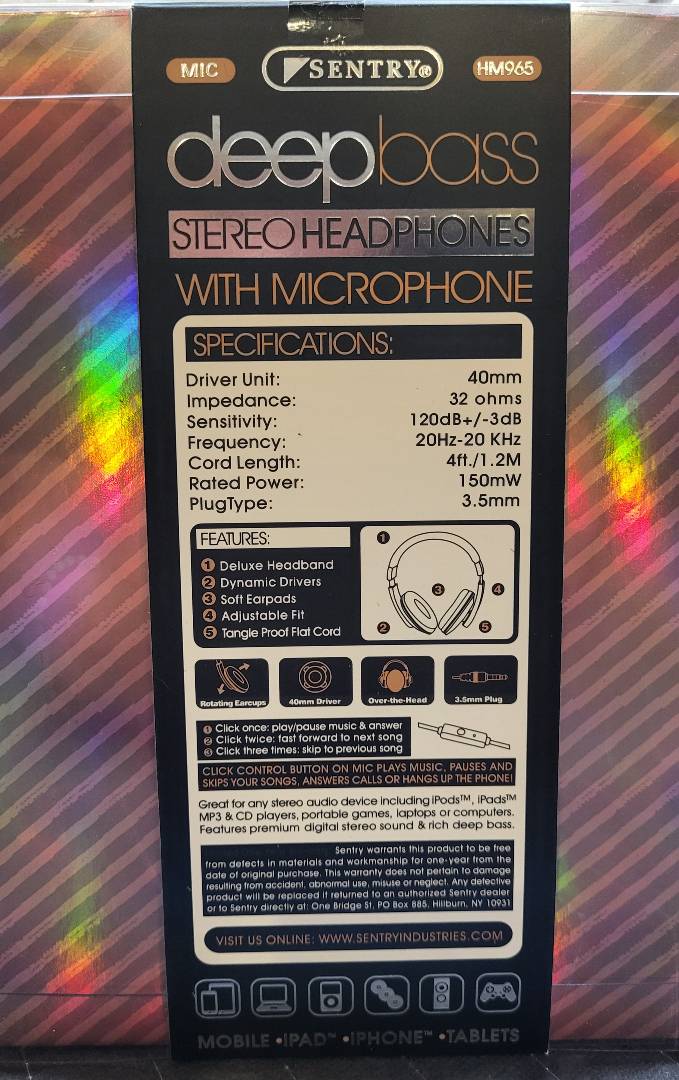 MIC
SENTRY®
HM965
deepbass
STEREO HEADPHONES
WITH MICROPHONE
SPECIFICATIONS:
Driver Unit: 40mm
Impedance: 32 ohms
Sensitivity: 120dB+/-3dB
Frequency: 20Hz-20 KHz
Cord Length: 4ft./1.2M
Rated Power: 150mW
PlugType: 3.5mm
FEATURES:
1 Deluxe Headband
2 Dynamic Drivers
3 Soft Earpads
4 Adjustable Fit
5 Tangle Proof Flat Cord
1
2
3
4
5
Rotating Earcups
40mm Driver
Over-the-Head
3.5mm Plug
1 Click once: play/pause music & answer
2 Click twice: fast forward to next song
3 Click three times: skip to previous song
CLICK CONTROL BUTTON ON MIC PLAYS MUSIC, PAUSES AND
SKIPS YOUR SONGS, ANSWERS CALLS OR HANGS UP THE PHONE!
Great for any stereo audio device including iPods™, iPads™
MP3 & CD players, portable games, laptops or computers.
Features premium digital stereo sound & rich deep bass.
Sentry warrants this product to be free
from defects in materials and workmanship for one-year from the
date of original purchase. This warranty does not pertain to damage
resulting from accident, abnormal use, misuse or neglect. Any defective
product will be replaced if returned to an authorized Sentry dealer
or to Sentry directly at: One Bridge St, PO Box 885, Hillburn, NY 10931
VISIT US ONLINE: WWW.SENTRYINDUSTRIES.COM
MOBILE •IPAD™ •IPHONE™ •TABLETS